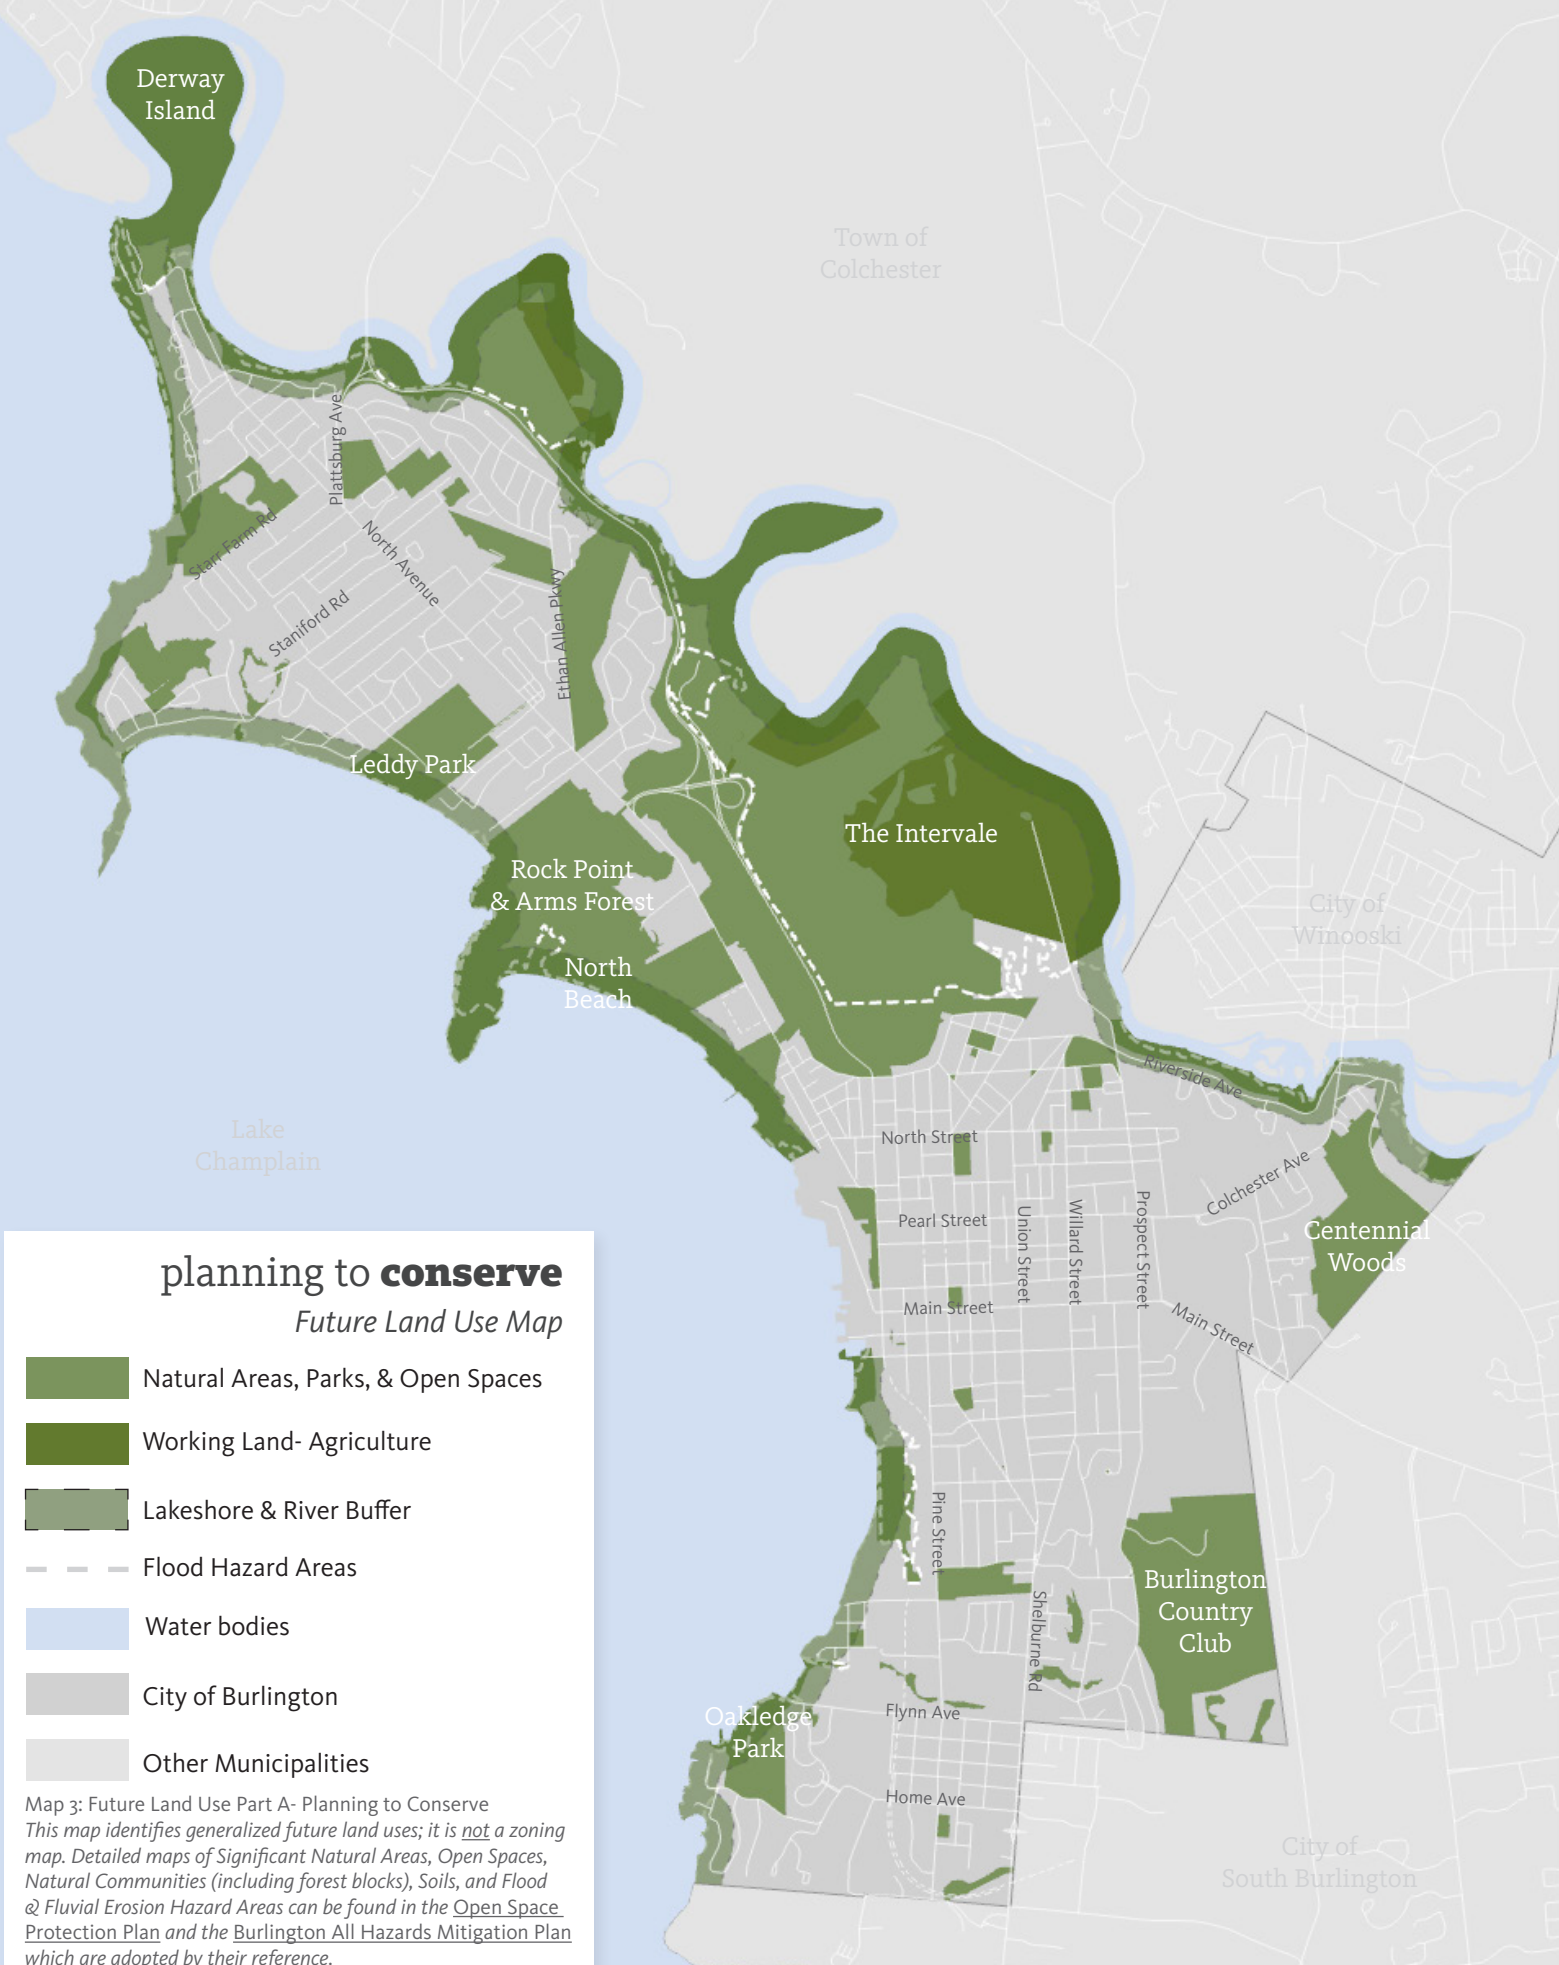 Derway
Island
Town of
Colchester
Plattsburg Ave
Starr Farm Rd
North Avenue
Staniford Rd
Ethan Allen Pkwy
Leddy Park
The Intervale
Rock Point
& Arms Forest
North
Beach
City of
Winooski
Riverside Ave
Lake
Champlain
North Street
Colchester Ave
Pearl Street
Union Street
Willard Street
Prospect Street
Centennial
Woods
Main Street
Main Street
Pine Street
Burlington
Country
Club
Shelburne Rd
Oakledge
Park
Flynn Ave
Home Ave
City of
South Burlington
planning to conserve
Future Land Use Map
Natural Areas, Parks, & Open Spaces
Working Land- Agriculture
Lakeshore & River Buffer
Flood Hazard Areas
Water bodies
City of Burlington
Other Municipalities
Map 3: Future Land Use Part A- Planning to Conserve
This map identifies generalized future land uses; it is not a zoning
map. Detailed maps of Significant Natural Areas, Open Spaces,
Natural Communities (including forest blocks), Soils, and Flood
& Fluvial Erosion Hazard Areas can be found in the Open Space
Protection Plan and the Burlington All Hazards Mitigation Plan
which are adopted by their reference.